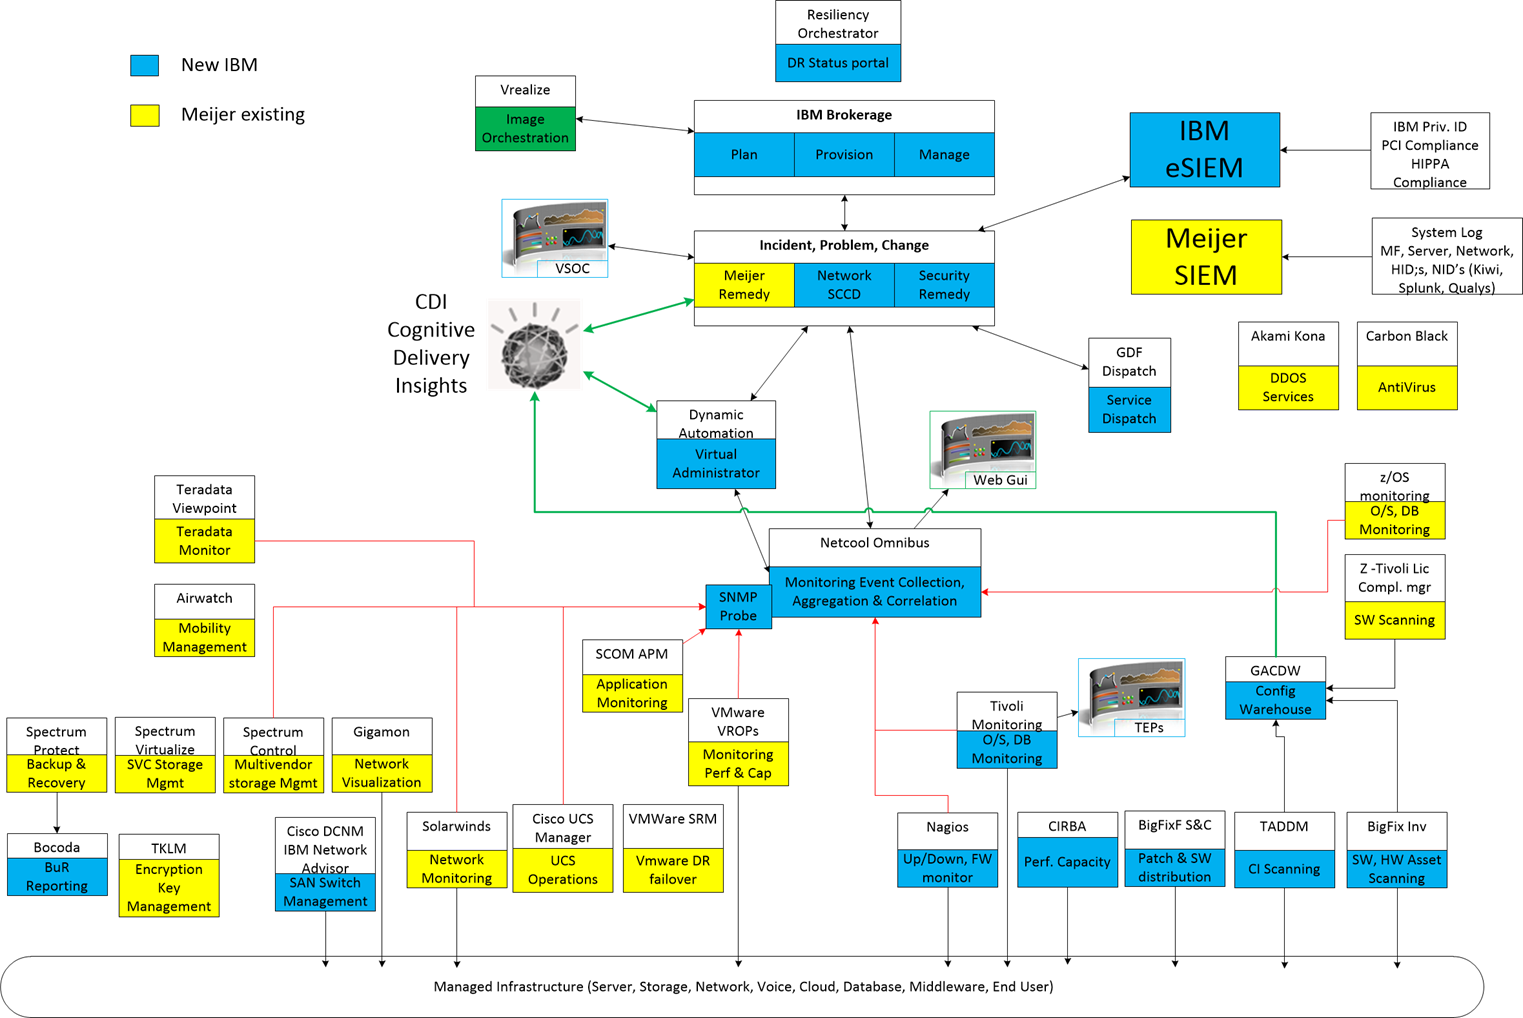 Resiliency
Orchestrator
DR Status portal
New IBM
Meijer existing
Vrealize
Image
Orchestration
IBM Brokerage
Plan
Provision
Manage
IBM
eSIEM
IBM Priv. ID
PCI Compliance
HIPPA
Compliance
VSOC
Incident, Problem, Change
Meijer
Remedy
Network
SCCD
Security
Remedy
Meijer
SIEM
System Log
MF, Server, Network,
HID;s, NID's (Kiwi,
Splunk, Qualys)
CDI
Cognitive
Delivery
Insights
GDF
Dispatch
Service
Dispatch
Akami Kona
DDOS
Services
Carbon Black
AntiVirus
Dynamic
Automation
Virtual
Administrator
Web Gui
Teradata
Viewpoint
Teradata
Monitor
z/OS
monitoring
O/S, DB
Monitoring
Netcool Omnibus
Monitoring Event Collection,
Aggregation & Correlation
SNMP
Probe
Airwatch
Mobility
Management
Z -Tivoli Lic
Compl. mgr
SW Scanning
SCOM APM
Application
Monitoring
GACDW
Config
Warehouse
VMware
VROPs
Monitoring
Perf & Cap
Tivoli
Monitoring
O/S, DB
Monitoring
TEPs
Spectrum
Protect
Backup &
Recovery
Spectrum
Virtualize
SVC Storage
Mgmt
Spectrum
Control
Multivendor
storage Mgmt
Gigamon
Network
Visualization
Bocoda
BuR
Reporting
TKLM
Encryption
Key
Management
Cisco DCNM
IBM Network
Advisor
SAN Switch
Management
Solarwinds
Network
Monitoring
Cisco UCS
Manager
UCS
Operations
VMWare SRM
Vmware DR
failover
Nagios
Up/Down, FW
monitor
CIRBA
Perf. Capacity
BigFixF S&C
Patch & SW
distribution
TADDM
CI Scanning
BigFix Inv
SW, HW Asset
Scanning
Managed Infrastructure (Server, Storage, Network, Voice, Cloud, Database, Middleware, End User)